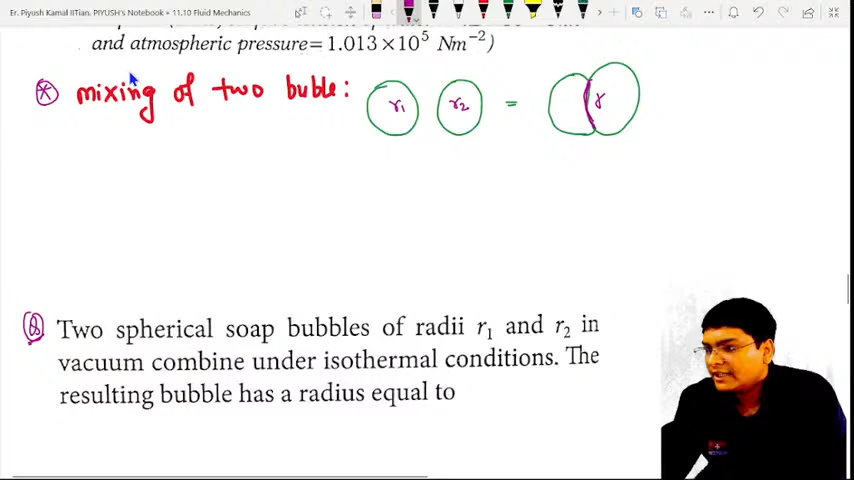 Er. Piyush Kamal IITian. PIYUSH's Notebook » 11,10 Fluid Mechanics
and atmospheric pressure=1.013×10⁵ Nm⁻²)
* mixing of two buble: r₁ r₂ = r
Q Two spherical soap bubbles of radii r₁ and r₂ in
vacuum combine under isothermal conditions. The
resulting bubble has a radius equal to